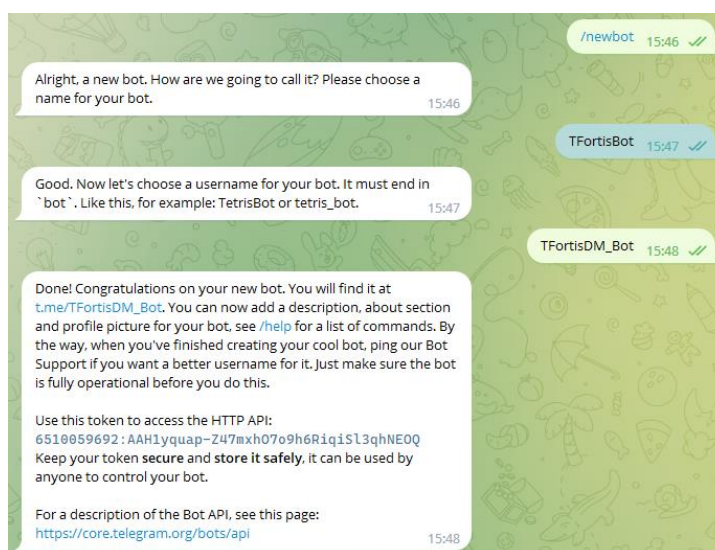 /newbot 15:46
Alright, a new bot. How are we going to call it? Please choose a
name for your bot.
15:46
TFortisBot 15:47
Good. Now let's choose a username for your bot. It must end in
`bot`. Like this, for example: TetrisBot or tetris_bot.
15:47
TFortisDM_Bot 15:48
Done! Congratulations on your new bot. You will find it at
t.me/TFortisDM_Bot. You can now add a description, about section
and profile picture for your bot, see /help for a list of commands. By
the way, when you've finished creating your cool bot, ping our Bot
Support if you want a better username for it. Just make sure the bot
is fully operational before you do this.
Use this token to access the HTTP API:
6510059692:AAH1yquap-Z47mxhO7o9h6RiqiSl3qhNEOQ
Keep your token secure and store it safely, it can be used by
anyone to control your bot.
For a description of the Bot API, see this page:
https://core.telegram.org/bots/api
15:48